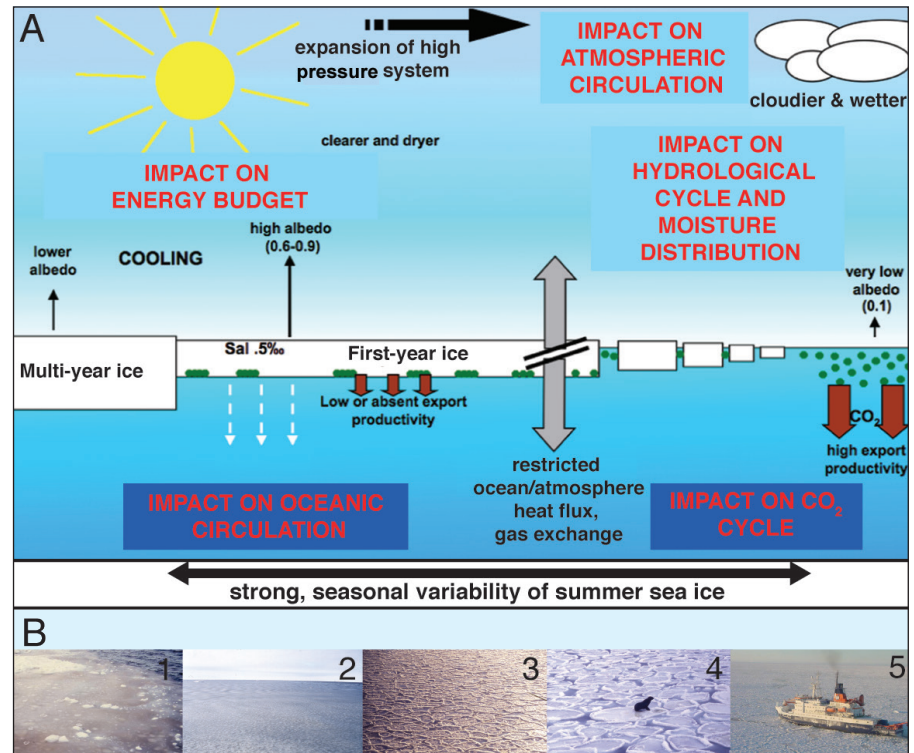 A
expansion of high
pressure system
IMPACT ON
ATMOSPHERIC
CIRCULATION
cloudier & wetter
clearer and dryer
IMPACT ON
ENERGY BUDGET
IMPACT ON
HYDROLOGICAL
CYCLE AND
MOISTURE
DISTRIBUTION
lower
albedo
COOLING
high albedo
(0.6-0.9)
very low
albedo
(0.1)
Multi-year ice
Sal .5‰
First-year ice
Low or absent export
productivity
CO₂
high export
productivity
restricted
ocean/atmosphere
heat flux,
gas exchange
IMPACT ON OCEANIC
CIRCULATION
IMPACT ON CO₂
CYCLE
strong, seasonal variability of summer sea ice
B
1
2
3
4
5